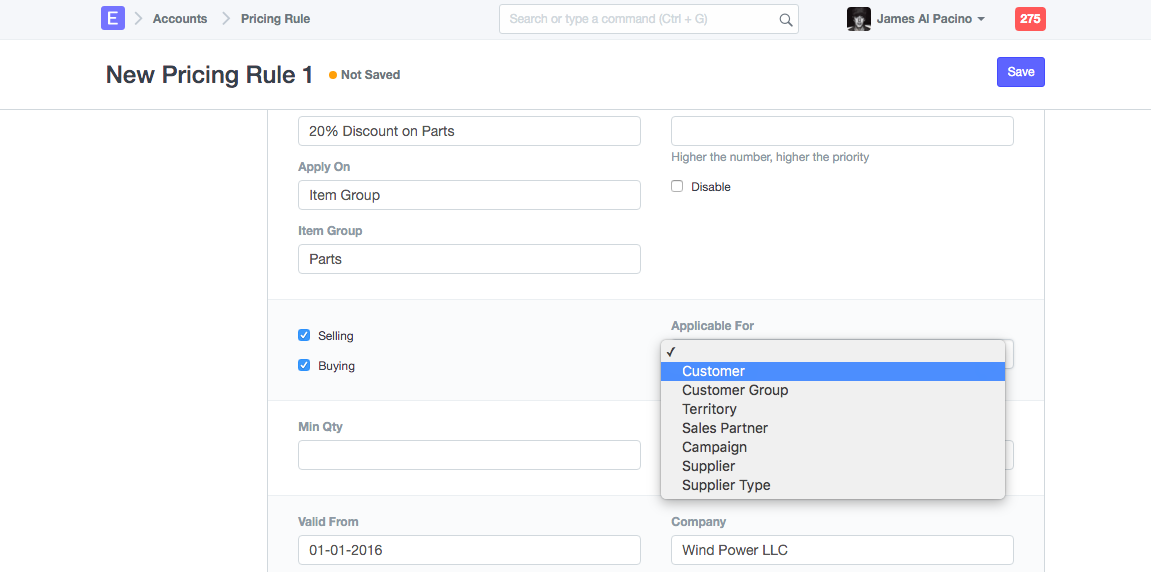 E Accounts Pricing Rule Search or type a command (Ctrl + G) James Al Pacino 275
New Pricing Rule 1 Not Saved Save
20% Discount on Parts
Higher the number, higher the priority
Apply On
Disable
Item Group
Item Group
Parts
Selling
Buying
Applicable For
Customer
Customer Group
Territory
Sales Partner
Campaign
Supplier
Supplier Type
Min Qty
Valid From
01-01-2016
Company
Wind Power LLC